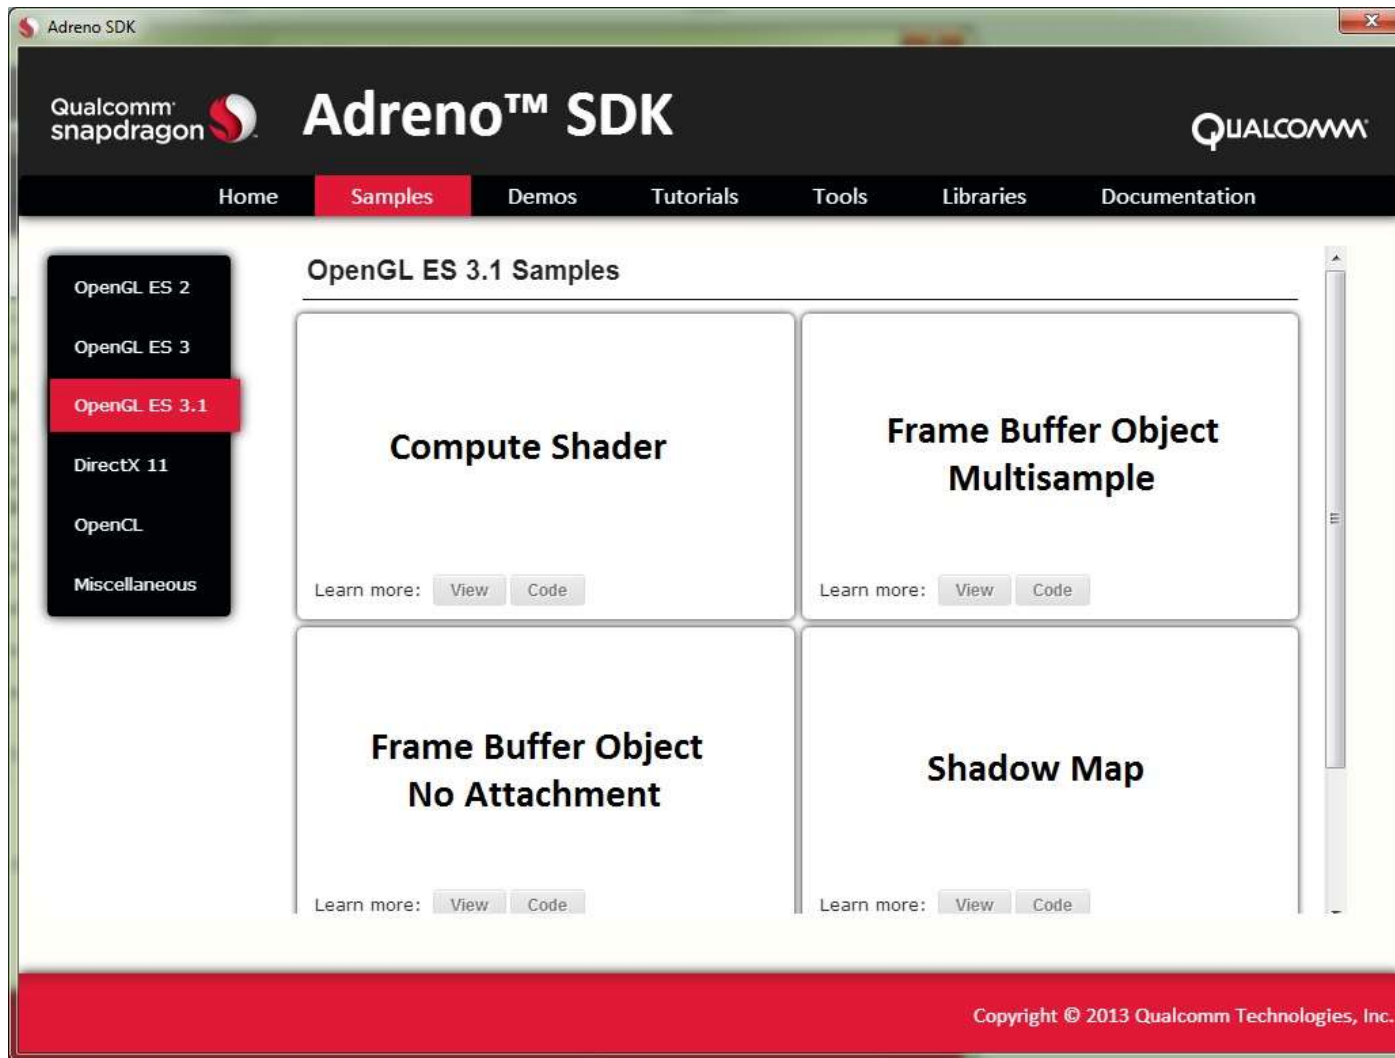 Adreno SDK
Qualcomm
snapdragon
Adreno™ SDK
QUALCOMM
Home
Samples
Demos
Tutorials
Tools
Libraries
Documentation
OpenGL ES 2
OpenGL ES 3
OpenGL ES 3.1
DirectX 11
OpenCL
Miscellaneous
OpenGL ES 3.1 Samples
Compute Shader
Learn more: View Code
Frame Buffer Object
Multisample
Learn more: View Code
Frame Buffer Object
No Attachment
Learn more: View Code
Shadow Map
Learn more: View Code
Copyright © 2013 Qualcomm Technologies, Inc.